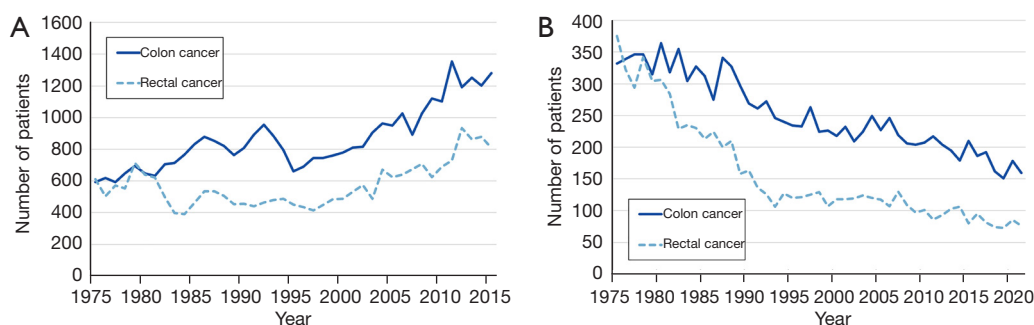 A
1600
1400
1200
1000
800
600
400
200
0
Number of patients
Colon cancer
Rectal cancer
1975 1980 1985 1990 1995 2000 2005 2010 2015
Year
B
400
350
300
250
200
150
100
50
0
Number of patients
Colon cancer
Rectal cancer
1975 1980 1985 1990 1995 2000 2005 2010 2015 2020
Year